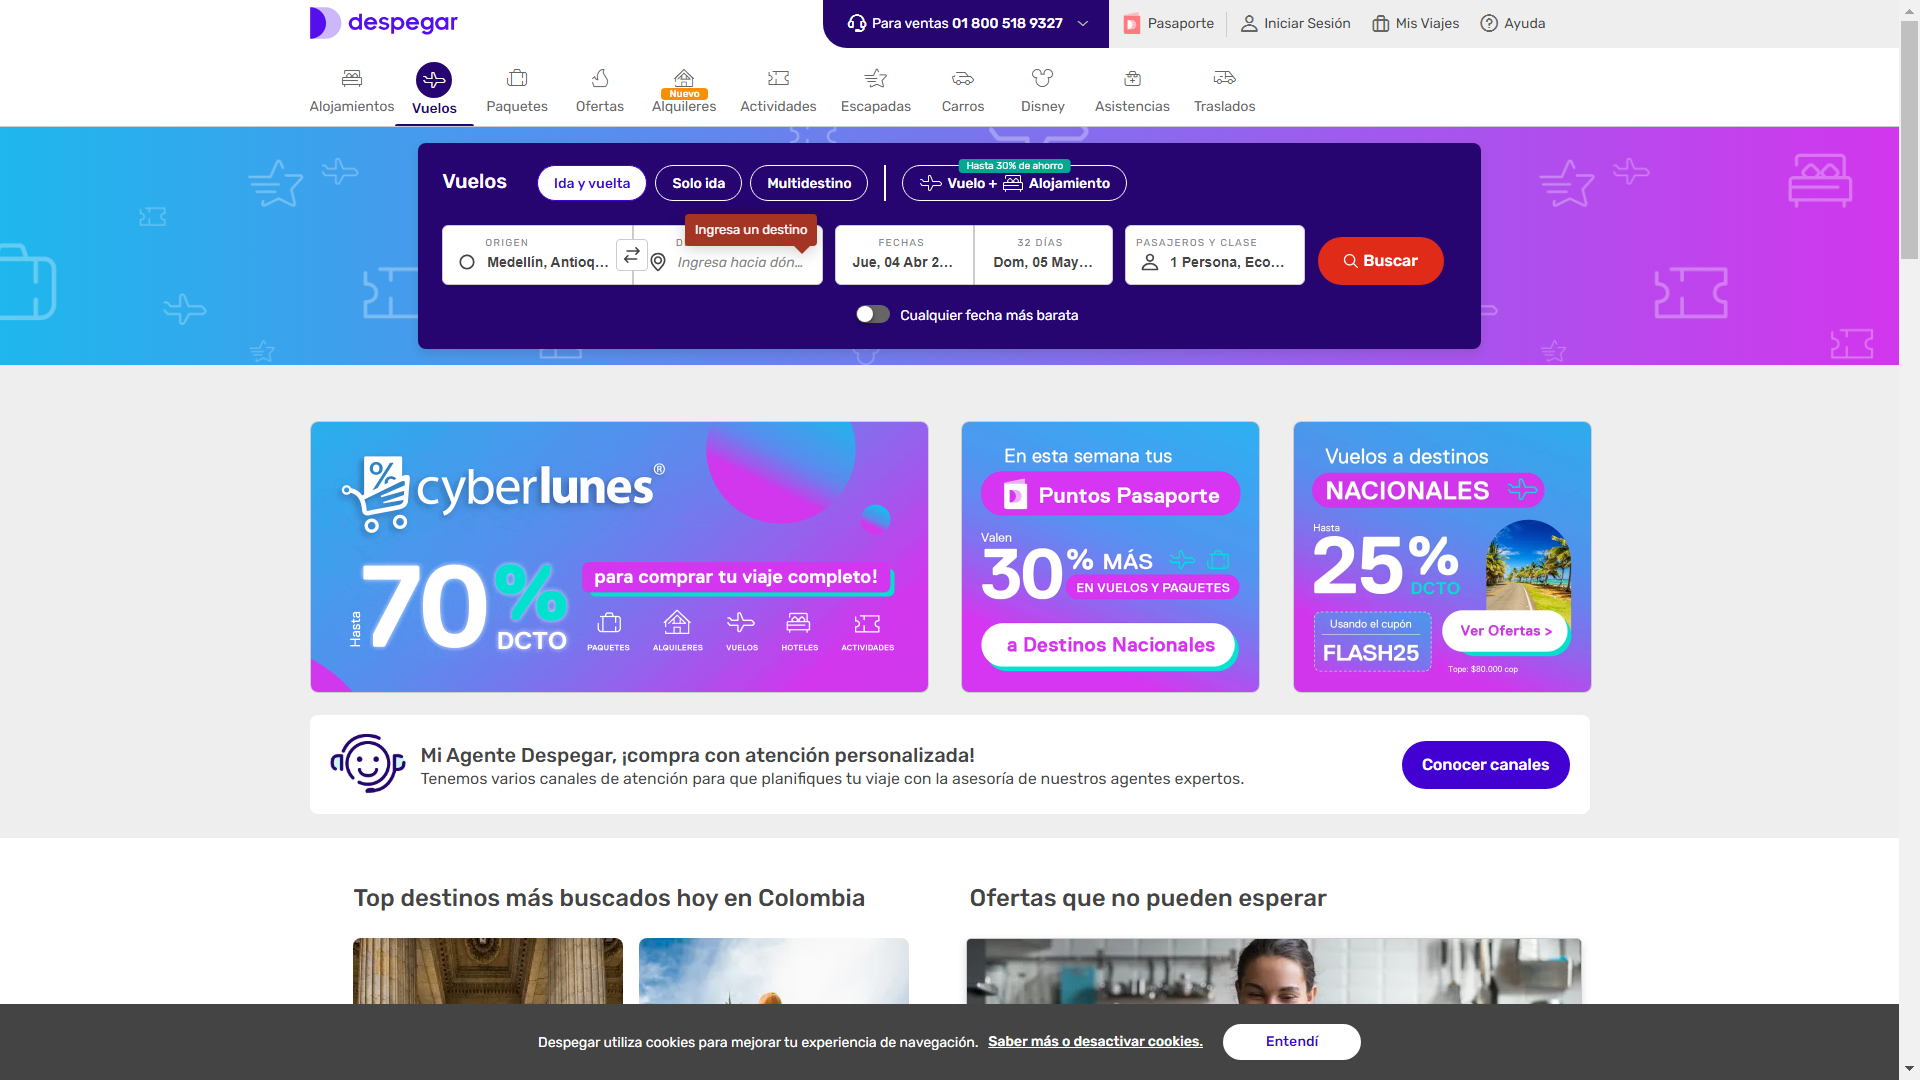 despegar
Para ventas 01 800 518 9327
Pasaporte
Iniciar Sesión
Mis Viajes
Ayuda
Alojamientos
Vuelos
Paquetes
Ofertas
Nuevo
Alquileres
Actividades
Escapadas
Carros
Disney
Asistencias
Traslados
Vuelos
Ida y vuelta
Solo ida
Multidestino
Hasta 30% de ahorro
Vuelo + Alojamiento
Ingresa un destino
ORIGEN
D
FECHAS
32 DÍAS
PASAJEROS Y CLASE
Medellín, Antioq...
Ingresa hacia dón...
Jue, 04 Abr 2...
Dom, 05 May...
1 Persona, Eco...
Buscar
Cualquier fecha más barata
cyberlunes®
Hasta
70%
DCTO
para comprar tu viaje completo!
PAQUETES
ALQUILERES
VUELOS
HOTELES
ACTIVIDADES
En esta semana tus
Puntos Pasaporte
Valen
30% MÁS
EN VUELOS Y PAQUETES
a Destinos Nacionales
Vuelos a destinos
NACIONALES
Hasta
25%
DCTO
Usando el cupón
FLASH25
Ver Ofertas >
Tope: $80.000 cop
Mi Agente Despegar, ¡compra con atención personalizada!
Tenemos varios canales de atención para que planifiques tu viaje con la asesoría de nuestros agentes expertos.
Conocer canales
Top destinos más buscados hoy en Colombia
Ofertas que no pueden esperar
Despegar utiliza cookies para mejorar tu experiencia de navegación. Saber más o desactivar cookies.
Entendí